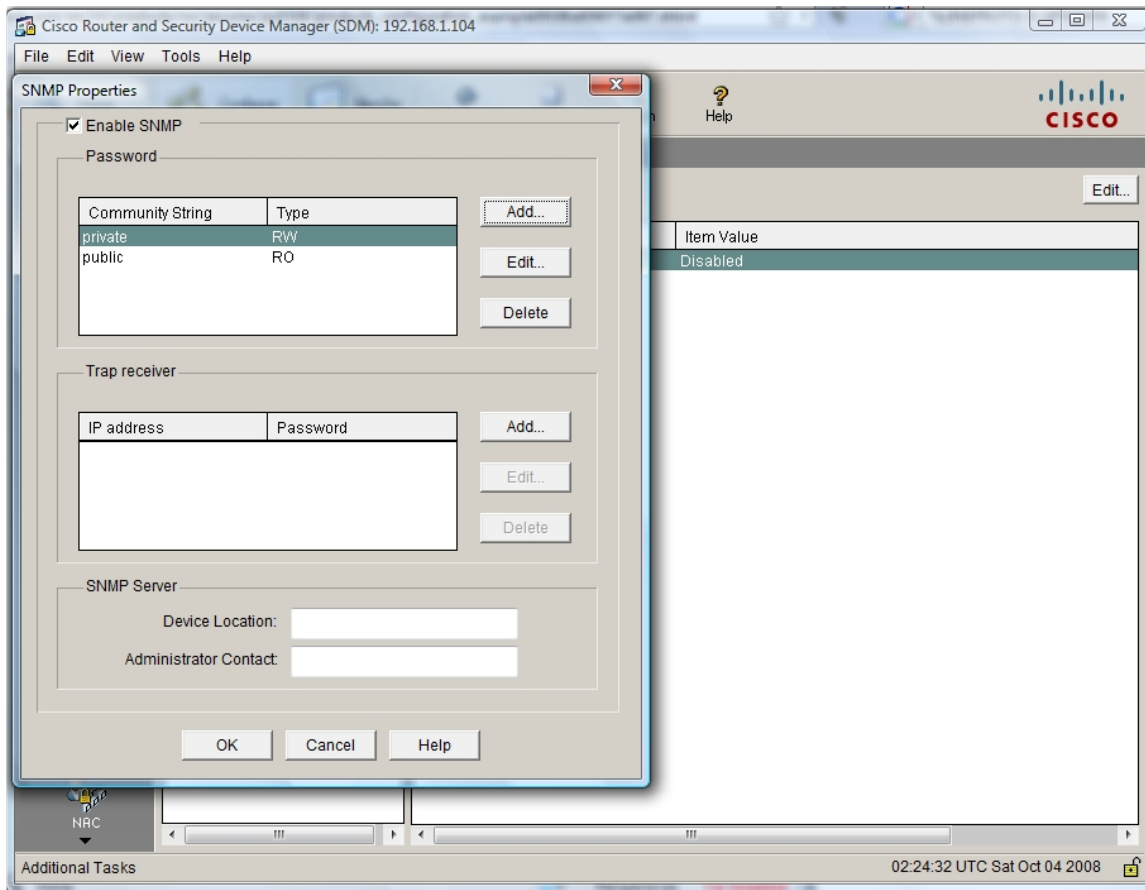 Cisco Router and Security Device Manager (SDM): 192.168.1.104
File Edit View Tools Help
SNMP Properties
Help
CISCO
Enable SNMP
Password
Edit...
Community String Type
Add...
Item Value
private RW
Disabled
public RO
Edit...
Delete
Trap receiver
IP address Password
Add...
Edit...
Delete
SNMP Server
Device Location:
Administrator Contact:
OK Cancel Help
NAC
Additional Tasks
02:24:32 UTC Sat Oct 04 2008